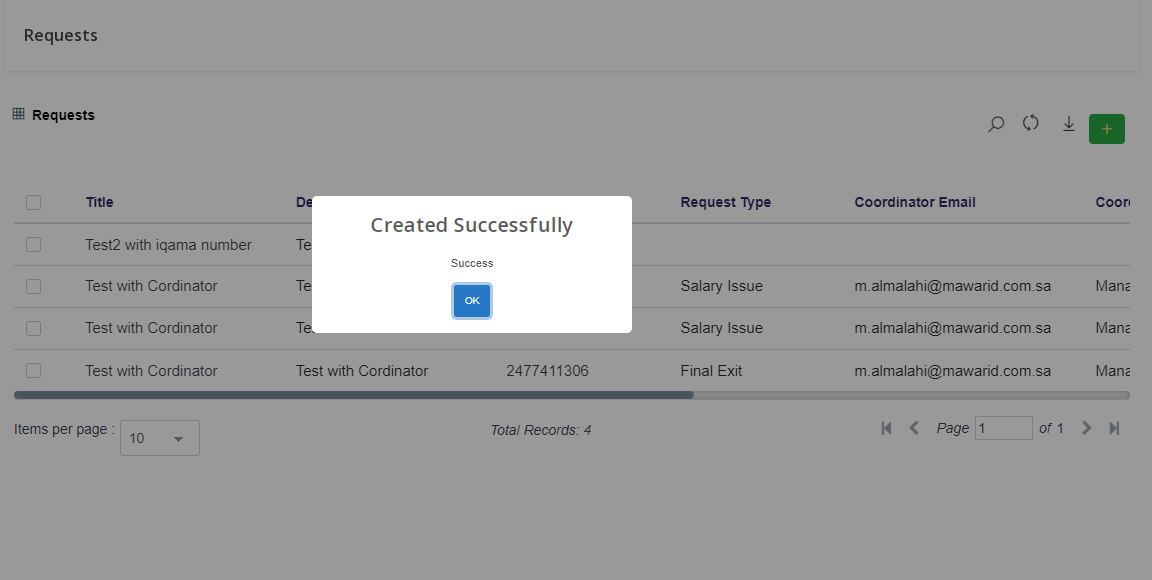 Requests
Requests
+
Title De Request Type Coordinator Email Coor
Created Successfully
Success
OK
Test2 with iqama number Te
Test with Cordinator Te Salary Issue m.almalahi@mawarid.com.sa Mana
Test with Cordinator Te Salary Issue m.almalahi@mawarid.com.sa Mana
Test with Cordinator Test with Cordinator 2477411306 Final Exit m.almalahi@mawarid.com.sa Mana
Items per page : 10 Total Records: 4 Page 1 of 1